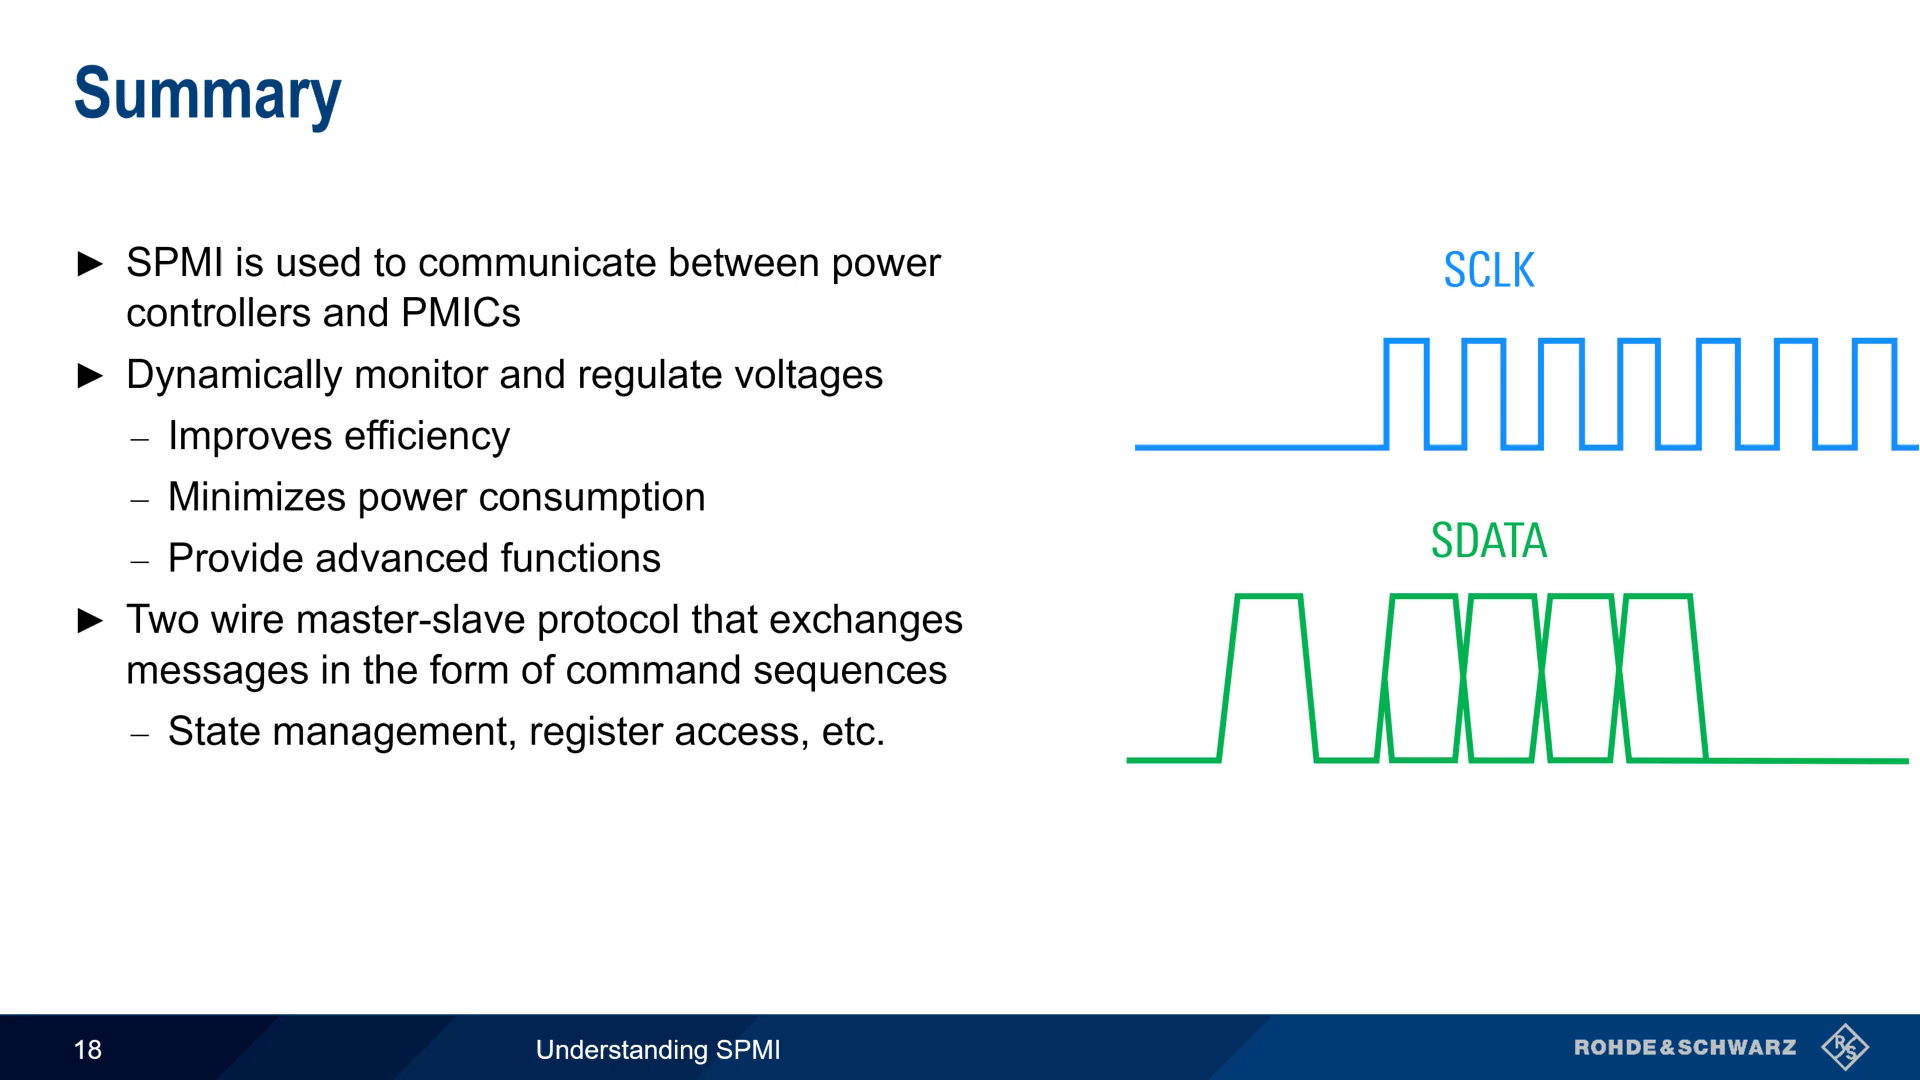 Summary
► SPMI is used to communicate between power
controllers and PMICs
► Dynamically monitor and regulate voltages
– Improves efficiency
– Minimizes power consumption
– Provide advanced functions
► Two wire master-slave protocol that exchanges
messages in the form of command sequences
– State management, register access, etc.
SCLK
SDATA
18
Understanding SPMI
ROHDE&SCHWARZ
R S